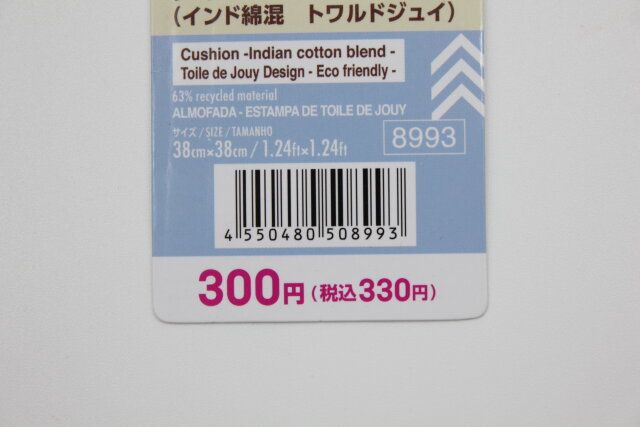 （インド綿混　トワルドジュイ）
Cushion -Indian cotton blend -
Toile de Jouy Design - Eco friendly -
63% recycled material
ALMOFADA - ESTAMPA DE TOILE DE JOUY
サイズ/SIZE/TAMANHO
38cm×38cm/1.24ft×1.24ft
8993
4 550480 508993
300円(税込330円)